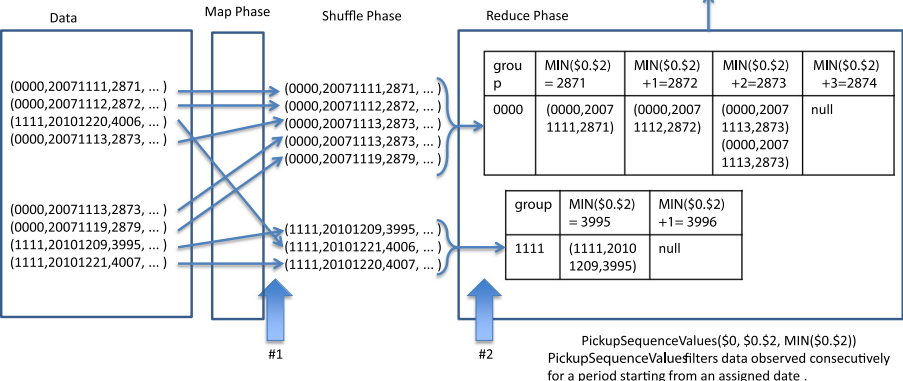 Data
Map Phase
Shuffle Phase
Reduce Phase
(0000,20071111,2871, ... )
(0000,20071112,2872, ... )
(1111,20101220,4006, ... )
(0000,20071113,2873, ... )
(0000,20071113,2873, ... )
(0000,20071119,2879, ... )
(1111,20101209,3995, ... )
(1111,20101221,4007, ... )
(0000,20071111,2871, ... )
(0000,20071112,2872, ... )
(0000,20071113,2873, ... )
(0000,20071113,2873, ... )
(0000,20071119,2879, ... )
(1111,20101209,3995, ... )
(1111,20101221,4006, ... )
(1111,20101220,4007, ... )
grou
p
MIN($0.$2)
= 2871
MIN($0.$2)
+1=2872
MIN($0.$2)
+2=2873
MIN($0.$2)
+3=2874
0000
(0000,2007
1111,2871)
(0000,2007
1112,2872)
(0000,2007
1113,2873)
(0000,2007
1113,2873)
null
group
MIN($0.$2)
= 3995
MIN($0.$2)
+1= 3996
1111
(1111,2010
1209,3995)
null
#1
#2
PickupSequenceValues($0, $0.$2, MIN($0.$2))
PickupSequenceValuesfilters data observed consecutively
for a period starting from an assigned date .